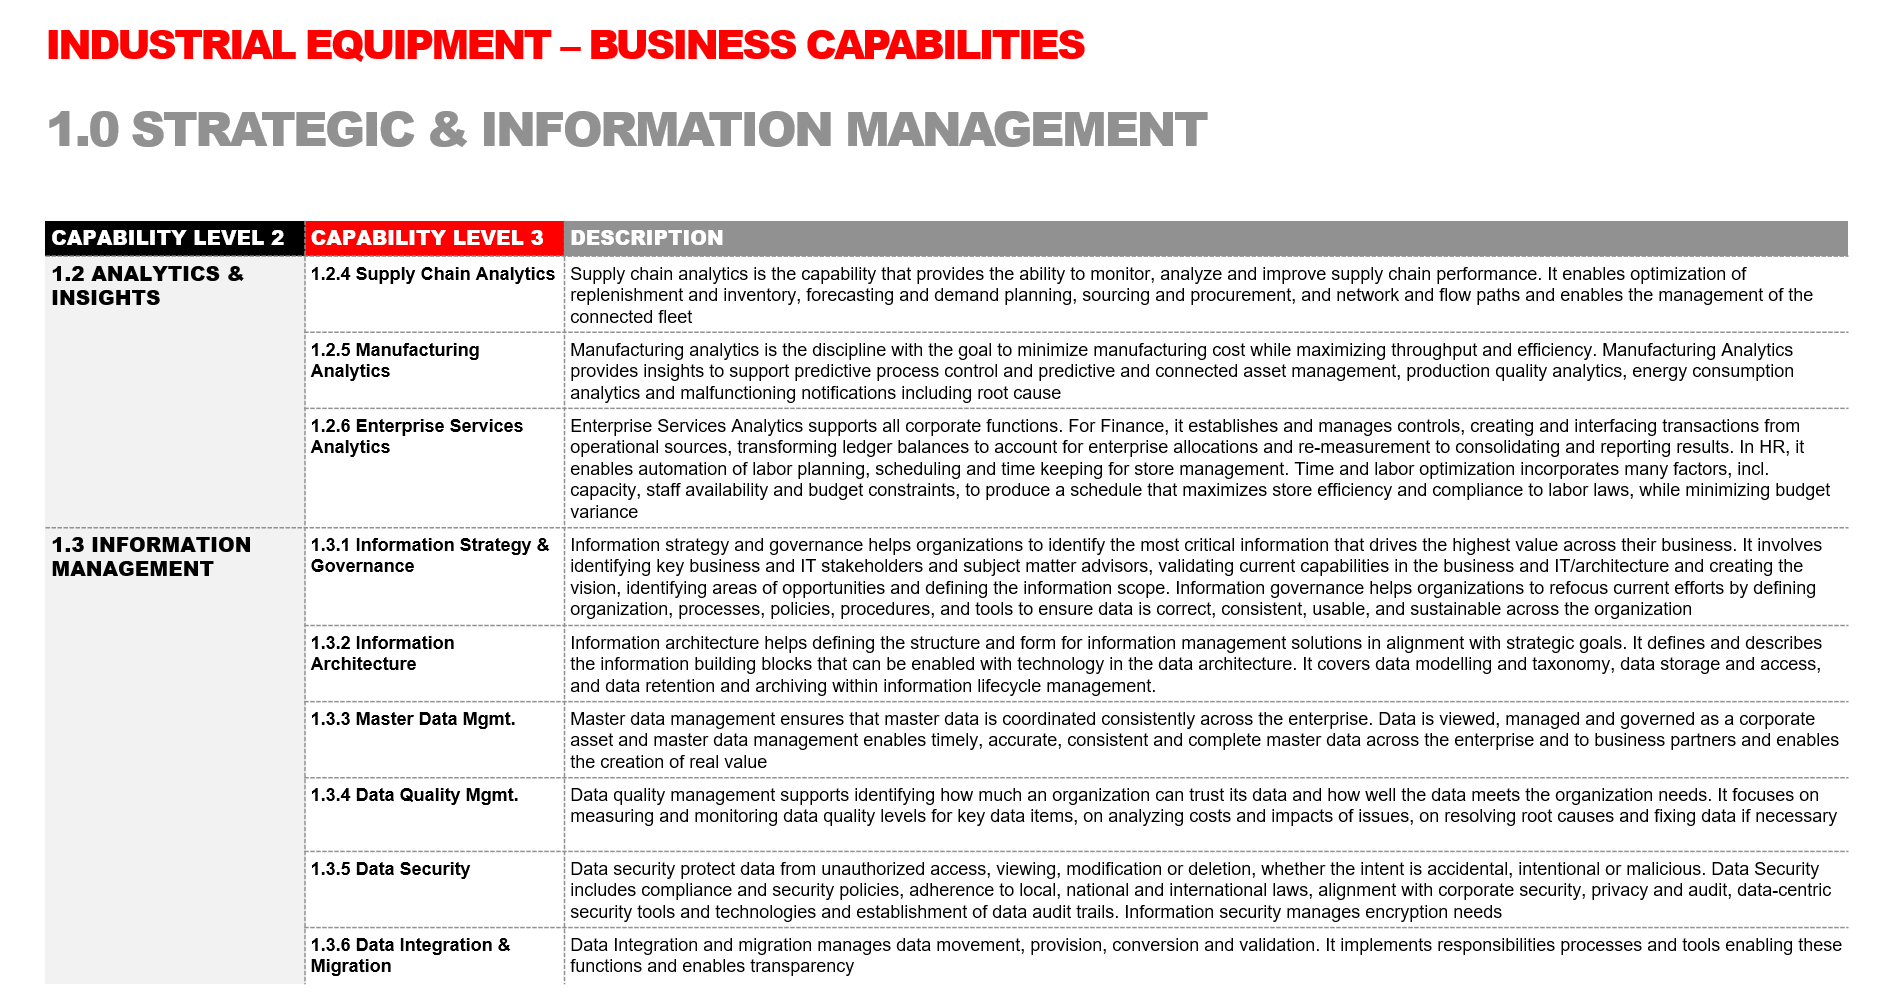 INDUSTRIAL EQUIPMENT – BUSINESS CAPABILITIES
1.0 STRATEGIC & INFORMATION MANAGEMENT
CAPABILITY LEVEL 2
CAPABILITY LEVEL 3
DESCRIPTION
1.2 ANALYTICS &
INSIGHTS
1.2.4 Supply Chain Analytics
Supply chain analytics is the capability that provides the ability to monitor, analyze and improve supply chain performance. It enables optimization of
replenishment and inventory, forecasting and demand planning, sourcing and procurement, and network and flow paths and enables the management of the
connected fleet
1.2.5 Manufacturing
Analytics
Manufacturing analytics is the discipline with the goal to minimize manufacturing cost while maximizing throughput and efficiency. Manufacturing Analytics
provides insights to support predictive process control and predictive and connected asset management, production quality analytics, energy consumption
analytics and malfunctioning notifications including root cause
1.2.6 Enterprise Services
Analytics
Enterprise Services Analytics supports all corporate functions. For Finance, it establishes and manages controls, creating and interfacing transactions from
operational sources, transforming ledger balances to account for enterprise allocations and re-measurement to consolidating and reporting results. In HR, it
enables automation of labor planning, scheduling and time keeping for store management. Time and labor optimization incorporates many factors, incl.
capacity, staff availability and budget constraints, to produce a schedule that maximizes store efficiency and compliance to labor laws, while minimizing budget
variance
1.3 INFORMATION
MANAGEMENT
1.3.1 Information Strategy &
Governance
Information strategy and governance helps organizations to identify the most critical information that drives the highest value across their business. It involves
identifying key business and IT stakeholders and subject matter advisors, validating current capabilities in the business and IT/architecture and creating the
vision, identifying areas of opportunities and defining the information scope. Information governance helps organizations to refocus current efforts by defining
organization, processes, policies, procedures, and tools to ensure data is correct, consistent, usable, and sustainable across the organization
1.3.2 Information
Architecture
Information architecture helps defining the structure and form for information management solutions in alignment with strategic goals. It defines and describes
the information building blocks that can be enabled with technology in the data architecture. It covers data modelling and taxonomy, data storage and access,
and data retention and archiving within information lifecycle management.
1.3.3 Master Data Mgmt.
Master data management ensures that master data is coordinated consistently across the enterprise. Data is viewed, managed and governed as a corporate
asset and master data management enables timely, accurate, consistent and complete master data across the enterprise and to business partners and enables
the creation of real value
1.3.4 Data Quality Mgmt.
Data quality management supports identifying how much an organization can trust its data and how well the data meets the organization needs. It focuses on
measuring and monitoring data quality levels for key data items, on analyzing costs and impacts of issues, on resolving root causes and fixing data if necessary
1.3.5 Data Security
Data security protect data from unauthorized access, viewing, modification or deletion, whether the intent is accidental, intentional or malicious. Data Security
includes compliance and security policies, adherence to local, national and international laws, alignment with corporate security, privacy and audit, data-centric
security tools and technologies and establishment of data audit trails. Information security manages encryption needs
1.3.6 Data Integration &
Migration
Data Integration and migration manages data movement, provision, conversion and validation. It implements responsibilities processes and tools enabling these
functions and enables transparency